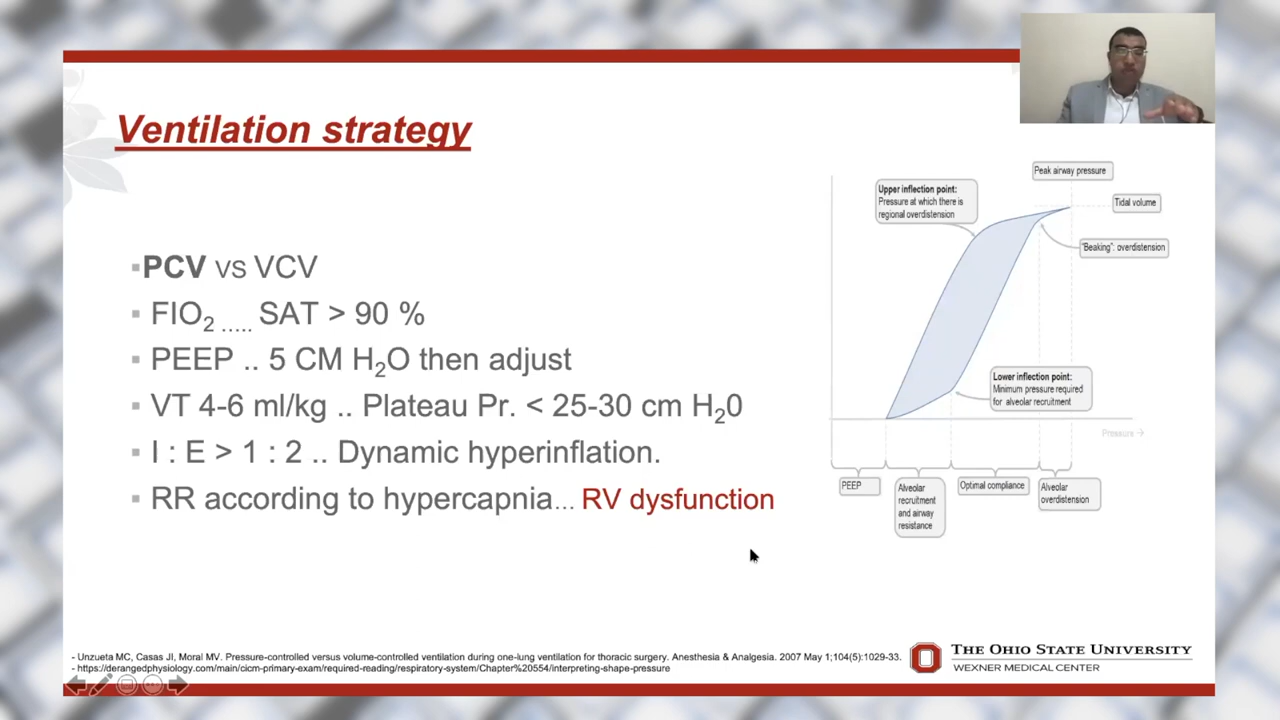 Ventilation strategy
▪PCV vs VCV
▪ FIO2 ..... SAT > 90 %
▪ PEEP .. 5 CM H2O then adjust
▪ VT 4-6 ml/kg .. Plateau Pr. < 25-30 cm H20
▪ I : E > 1 : 2 .. Dynamic hyperinflation.
▪ RR according to hypercapnia... RV dysfunction
Peak airway pressure
Upper inflection point:
Pressure at which there is
regional overdistension
Tidal volume
"Beaking": overdistension
Lower inflection point:
Minimum pressure required
for alveolar recruitment
Pressure →
PEEP
Alveolar
recruitment
and airway
resistance
Optimal compliance
Alveolar
overdistension
- Unzueta MC, Casas JI, Moral MV. Pressure-controlled versus volume-controlled ventilation during one-lung ventilation for thoracic surgery. Anesthesia & Analgesia. 2007 May 1;104(5):1029-33.
- https://derangedphysiology.com/main/cicm-primary-exam/required-reading/respiratory-system/Chapter%20554/interpreting-shape-pressure
THE OHIO STATE UNIVERSITY
WEXNER MEDICAL CENTER